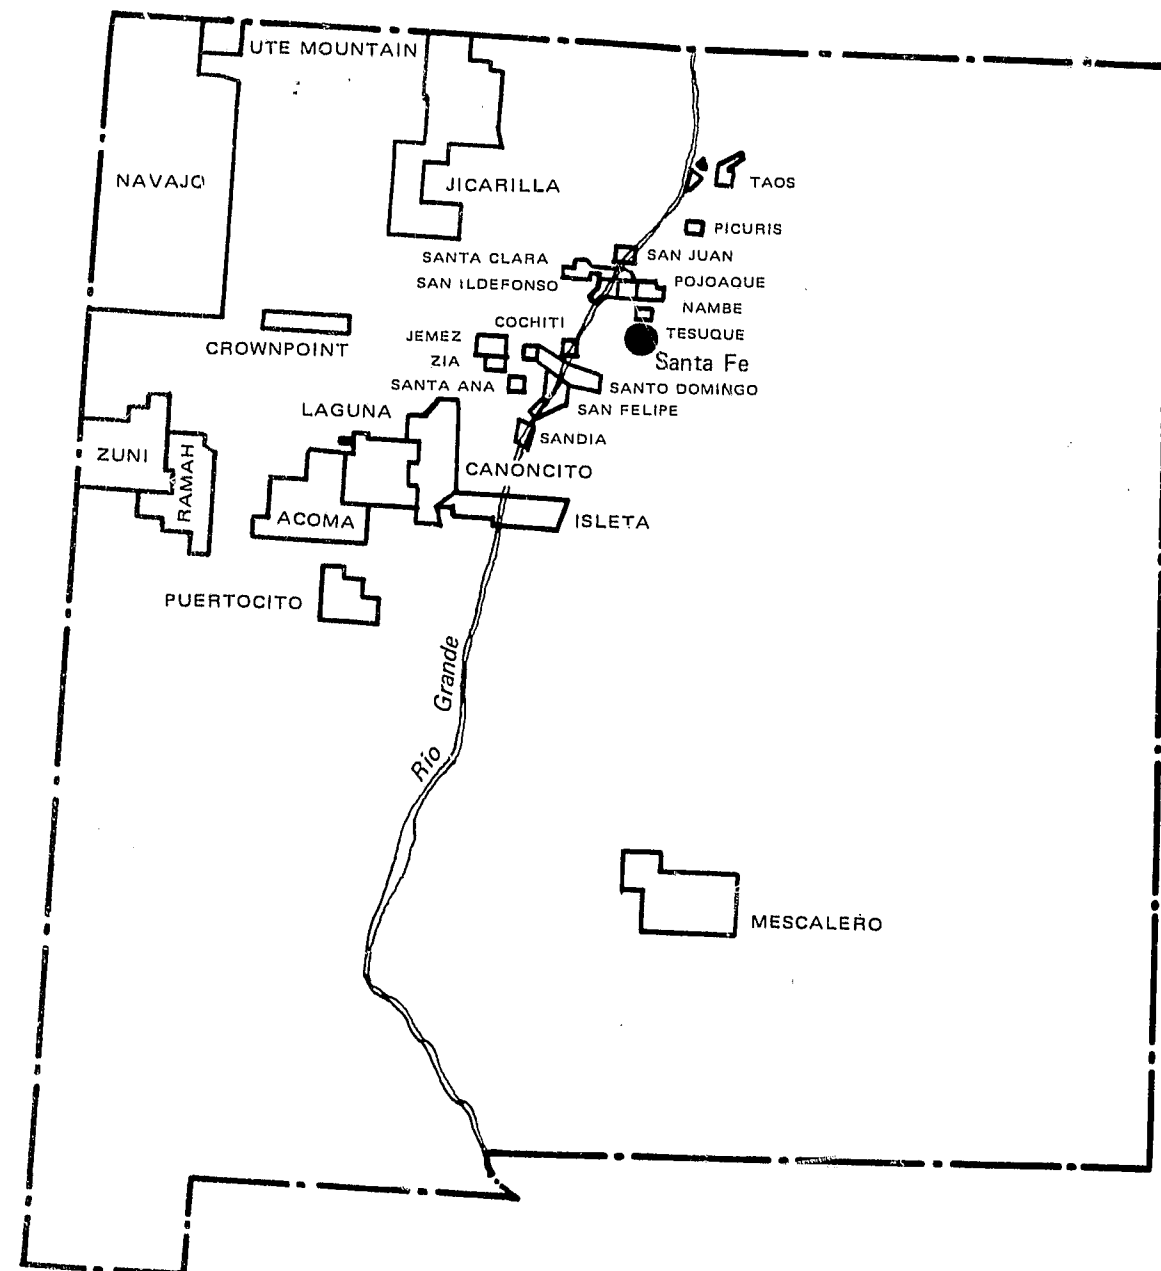 UTE MOUNTAIN
NAVAJO
JICARILLA
TAOS
PICURIS
SANTA CLARA
SAN JUAN
SAN ILDEFONSO
POJOAQUE
NAMBE
COCHITI
TESUQUE
JEMEZ
CROWNPOINT
ZIA
Santa Fe
SANTA ANA
SANTO DOMINGO
LAGUNA
SAN FELIPE
SANDIA
ZUNI
RAMAH
CANONCITO
ACOMA
ISLETA
PUERTOCITO
Río Grande
MESCALERO